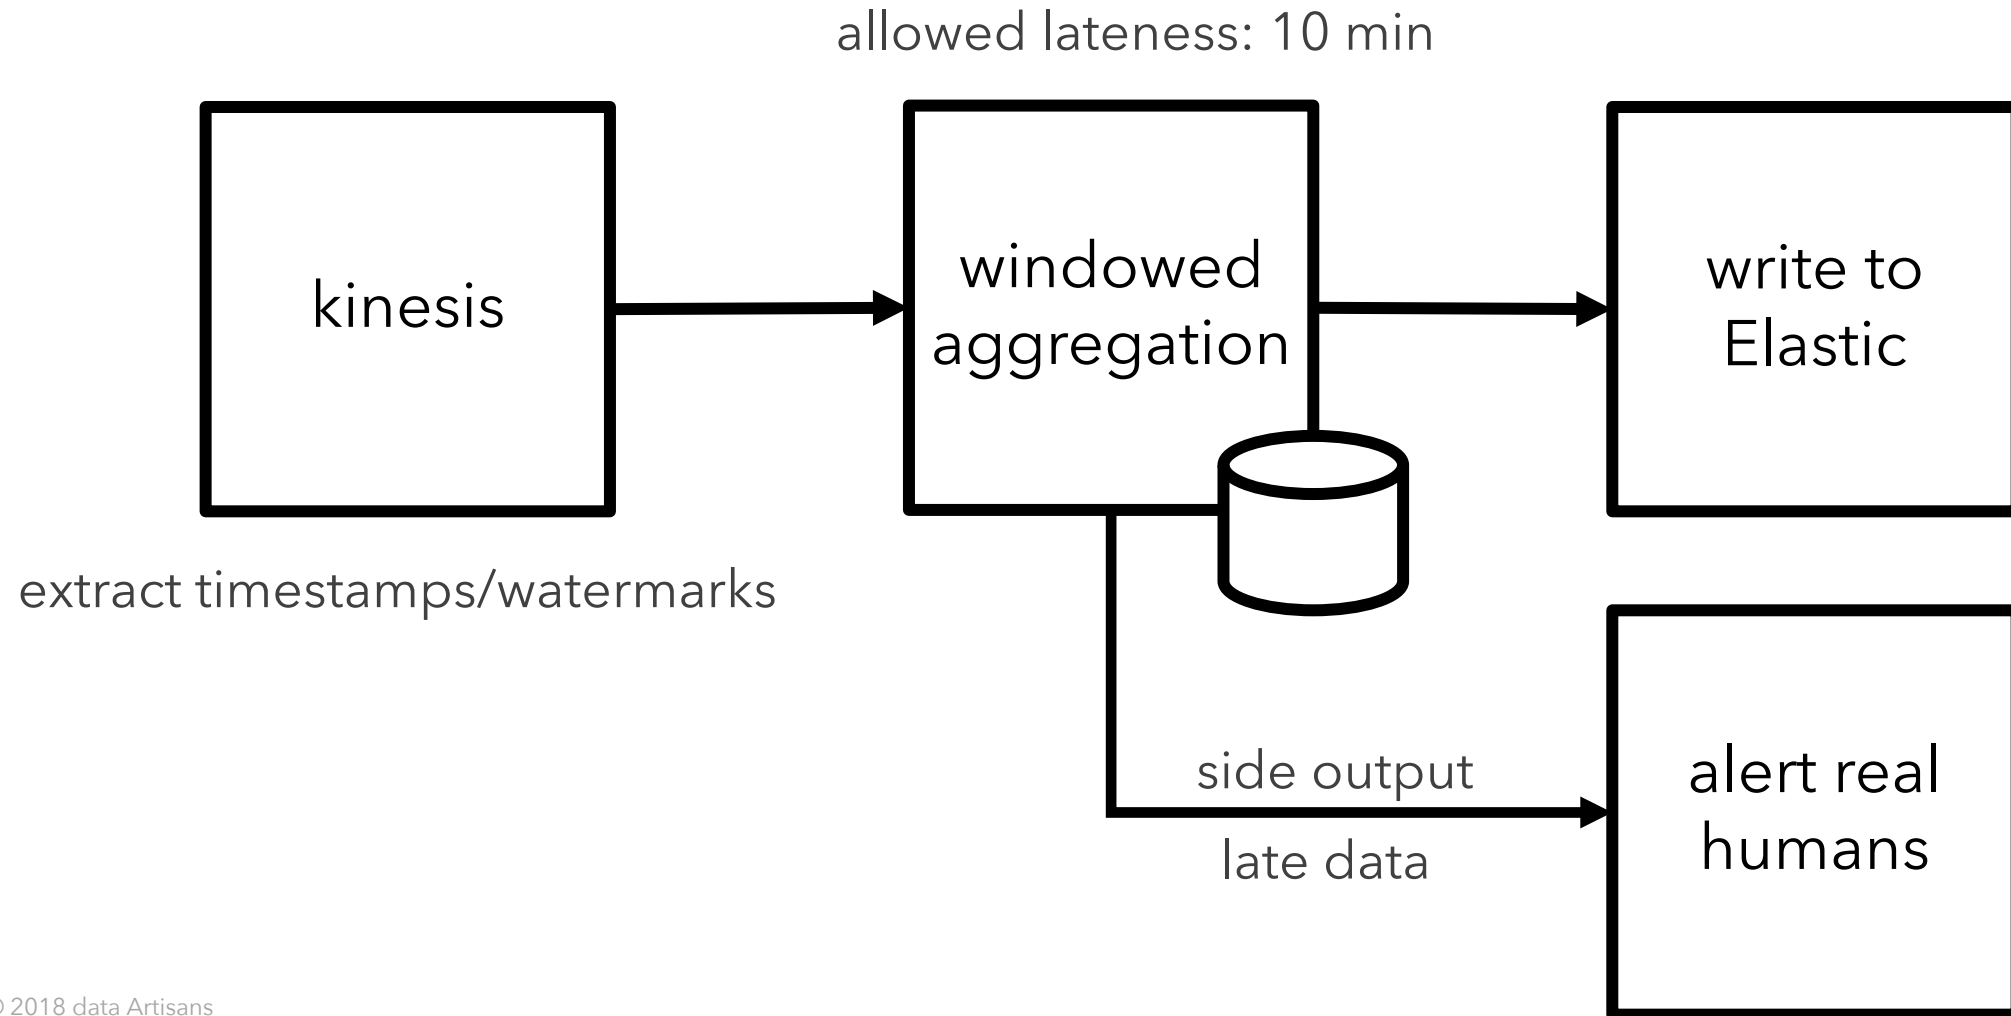 allowed lateness: 10 min
kinesis
windowed
aggregation
write to
Elastic
extract timestamps/watermarks
side output
late data
alert real
humans
© 2018 data Artisans